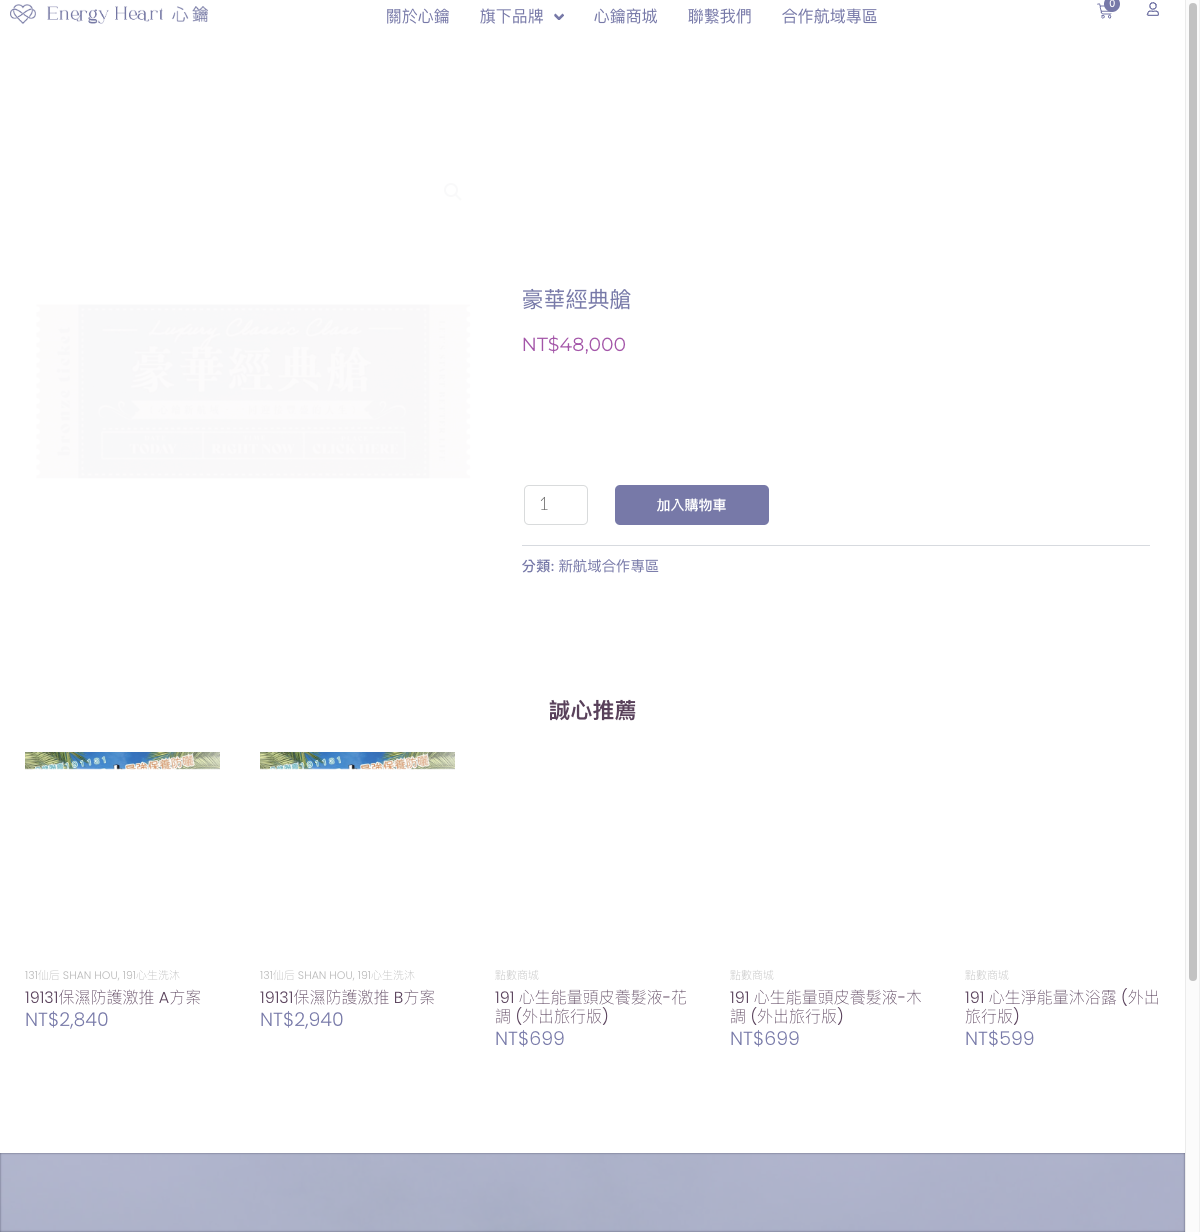 Energy Heart 心鑰
關於心鑰
旗下品牌
心鑰商城
聯繫我們
合作航域專區
0
豪華經典艙
NT$48,000
豪華經典艙
1
加入購物車
分類: 新航域合作專區
誠心推薦
131仙后 SHAN HOU, 191心生洗沐
19131保濕防護激推 A方案
NT$2,840
131仙后 SHAN HOU, 191心生洗沐
19131保濕防護激推 B方案
NT$2,940
點數商城
191 心生能量頭皮養髮液-花
調 (外出旅行版)
NT$699
點數商城
191 心生能量頭皮養髮液-木
調 (外出旅行版)
NT$699
點數商城
191 心生淨能量沐浴露 (外出
旅行版)
NT$599